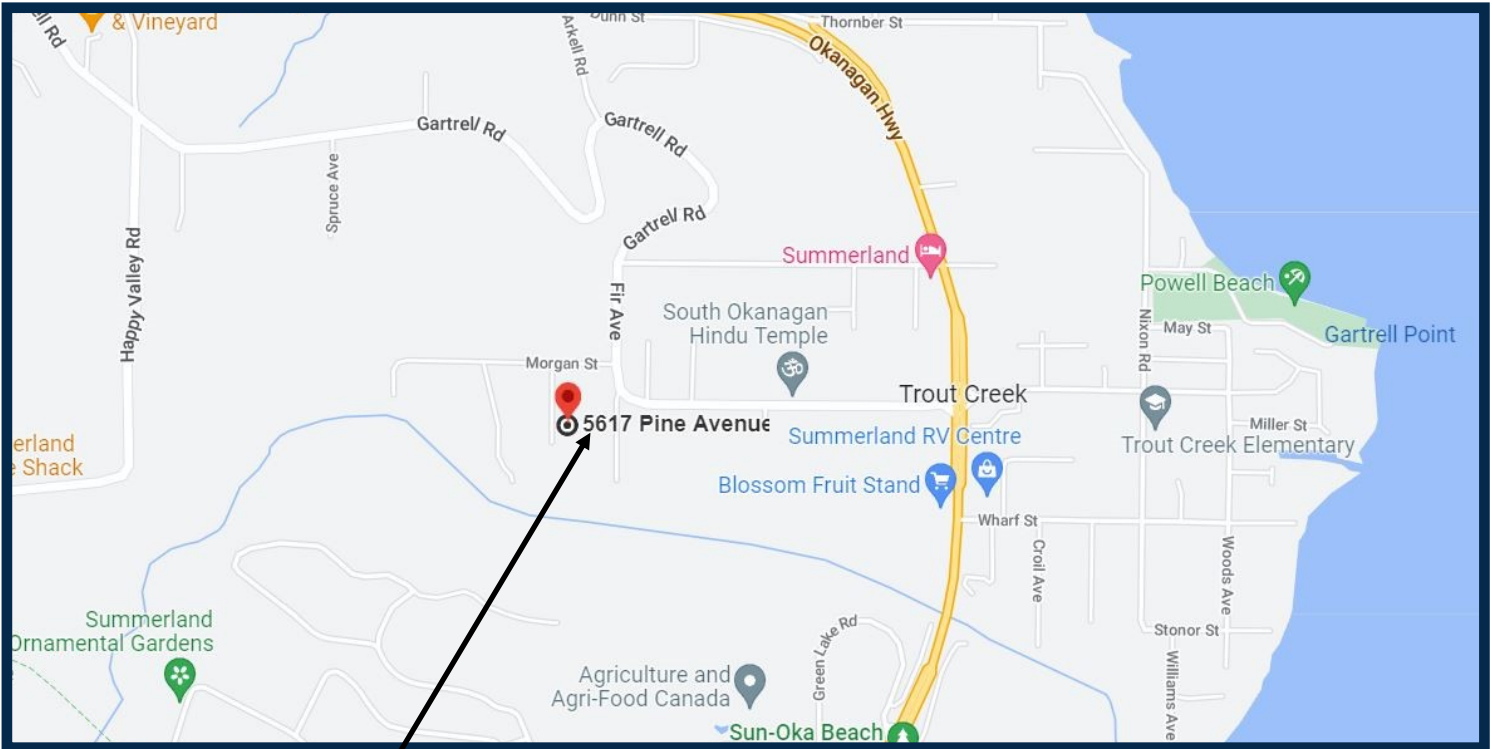 & Vineyard
ell Rd
Dunn St
Arkell Rd
Thornber St
Okanagan Hwy
Gartrell Rd
Gartrell Rd
Spruce Ave
Gartrell Rd
Happy Valley Rd
Summerland
Powell Beach
Fir Ave
South Okanagan
Hindu Temple
Nixon Rd
May St
Gartrell Point
Morgan St
Trout Creek
5617 Pine Avenue
Summerland RV Centre
Miller St
Trout Creek Elementary
erland
e Shack
Blossom Fruit Stand
Wharf St
Croil Ave
Woods Ave
Summerland
Ornamental Gardens
Green Lake Rd
Stonor St
Williams Ave
Agriculture and
Agri-Food Canada
Sun-Oka Beach